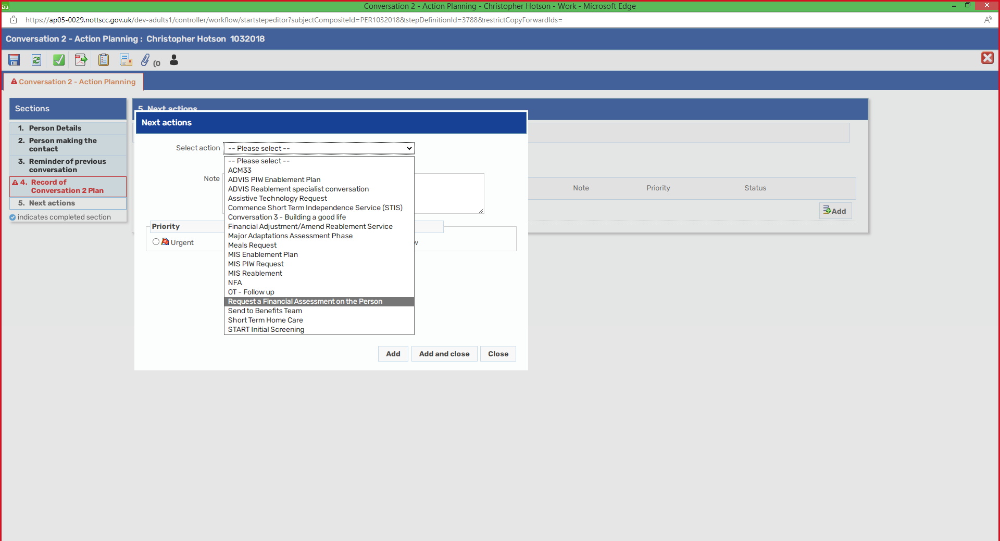 Conversation 2 - Action Planning - Christopher Hotson - Work - Microsoft Edge
https://ap05-0029.nottscc.gov.uk/dev-adults1/controller/workflow/startstepeditor?subjectCompositeId=PER1032018&stepDefinitionId=3788&restrictCopyForwardIds=
Conversation 2 - Action Planning : Christopher Hotson 1032018
(0
Conversation 2 - Action Planning
Sections
1. Person Details
2. Person making the
contact
3. Reminder of previous
conversation
4. Record of
Conversation 2 Plan
5. Next actions
indicates completed section
5. Next actions
Next actions
Select action
-- Please select --
-- Please select --
ACM33
ADVIS PIW Enablement Plan
ADVIS Reablement specialist conversation
Assistive Technology Request
Commence Short Term Independence Service (STIS)
Conversation 3 - Building a good life
Financial Adjustment/Amend Reablement Service
Major Adaptations Assessment Phase
Meals Request
MIS Enablement Plan
MIS PIW Request
MIS Reablement
NFA
OT - Follow up
Request a Financial Assessment on the Person
Send to Benefits Team
Short Term Home Care
START Initial Screening
Note
Priority
Urgent
Add
Add and close
Close
Note
Priority
Status
Add